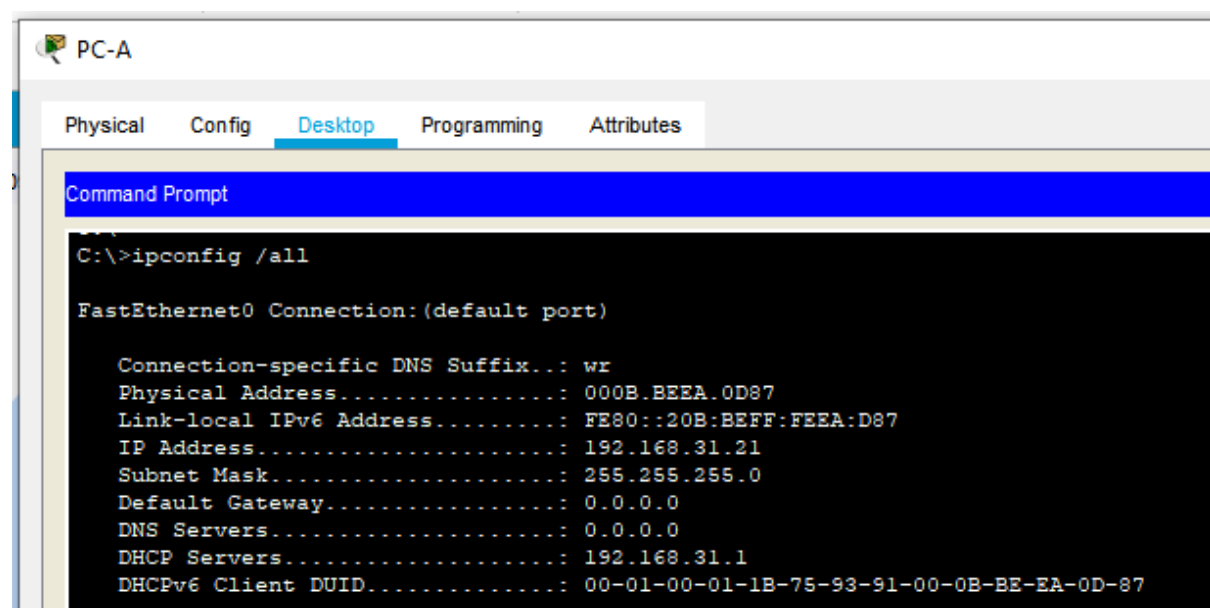 PC-A
Physical Config Desktop Programming Attributes
Command Prompt
C:\>ipconfig /all
FastEthernet0 Connection:(default port)
Connection-specific DNS Suffix..: wr
Physical Address................: 000B.BEEA.0D87
Link-local IPv6 Address.........: FE80::20B:BEFF:FEEA:D87
IP Address......................: 192.168.31.21
Subnet Mask.....................: 255.255.255.0
Default Gateway.................: 0.0.0.0
DNS Servers.....................: 0.0.0.0
DHCP Servers....................: 192.168.31.1
DHCPv6 Client DUID..............: 00-01-00-01-1B-75-93-91-00-0B-BE-EA-0D-87